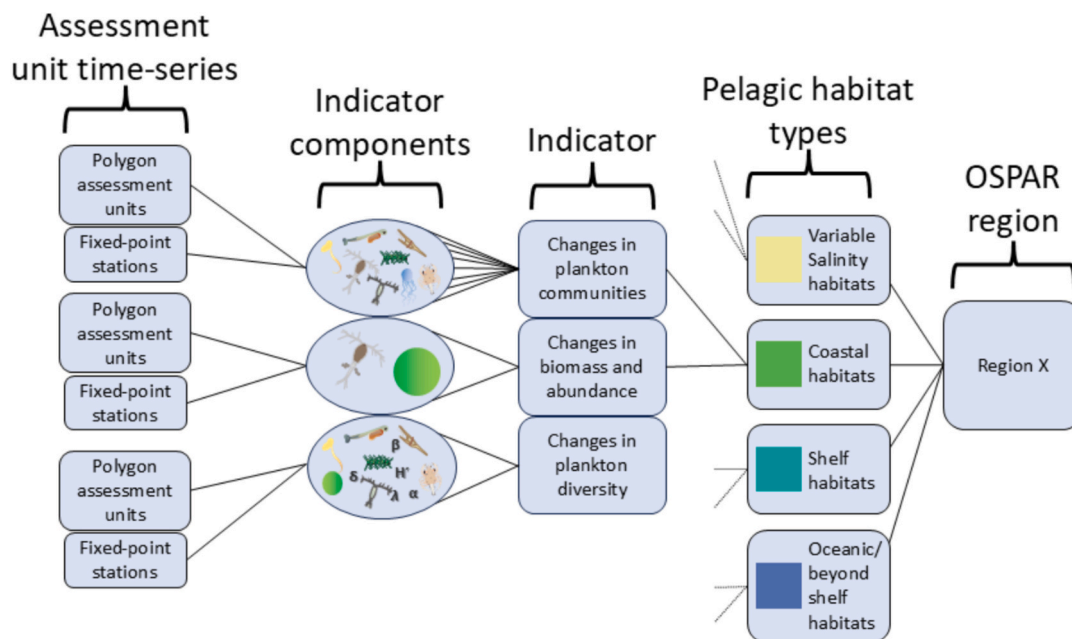 Assessment
unit time-series
Indicator
components
Indicator
Pelagic habitat
types
OSPAR
region
Polygon
assessment
units
Fixed-point
stations
Polygon
assessment
units
Fixed-point
stations
Polygon
assessment
units
Fixed-point
stations
β
δ
H'
λ
α
Changes in
plankton
communities
Changes in
biomass and
abundance
Changes in
plankton
diversity
Variable
Salinity
habitats
Coastal
habitats
Shelf
habitats
Oceanic/
beyond
shelf
habitats
Region X